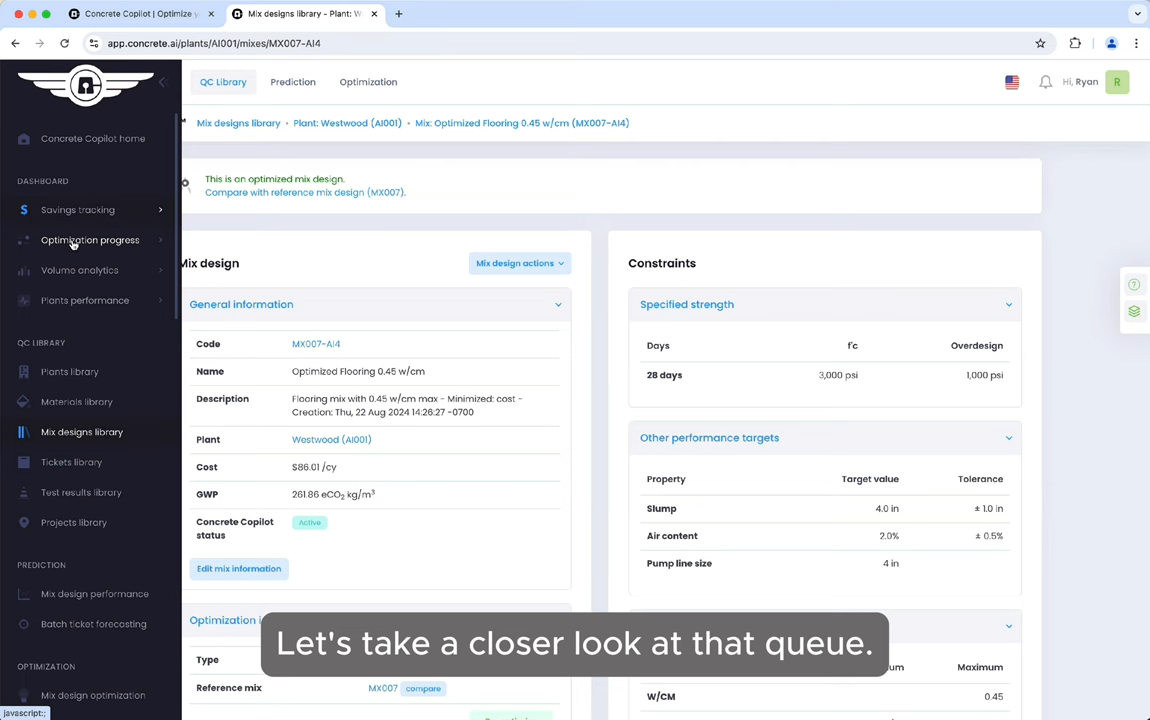 Concrete Copilot | Optimize
Mix designs library - Plant: W
app.concrete.ai/plants/AI001/mixes/MX007-AI4
QC Library
Prediction
Optimization
Hi, Ryan
R
Concrete Copilot home
DASHBOARD
Savings tracking
Optimization progress
Volume analytics
Plants performance
QC LIBRARY
Plants library
Materials library
Mix designs library
Tickets library
Test results library
Projects library
PREDICTION
Mix design performance
Batch ticket forecasting
OPTIMIZATION
Mix design optimization
javascript:;
Mix designs library • Plant: Westwood (AI001) • Mix: Optimized Flooring 0.45 w/cm (MX007-AI4)
This is an optimized mix design.
Compare with reference mix design (MX007).
Mix design
Mix design actions
General information
Code MX007-AI4
Name Optimized Flooring 0.45 w/cm
Description Flooring mix with 0.45 w/cm max - Minimized: cost -
Creation: Thu, 22 Aug 2024 14:26:27 -0700
Plant Westwood (AI001)
Cost $86.01 /cy
GWP 261.86 eCO₂ kg/m³
Concrete Copilot
status
Active
Edit mix information
Optimization
Type
Reference mix MX007 compare
Constraints
Specified strength
Days f'c Overdesign
28 days 3,000 psi 1,000 psi
Other performance targets
Property Target value Tolerance
Slump 4.0 in ± 1.0 in
Air content 2.0% ± 0.5%
Pump line size 4 in
Maximum
W/CM 0.45
Let's take a closer look at that queue.